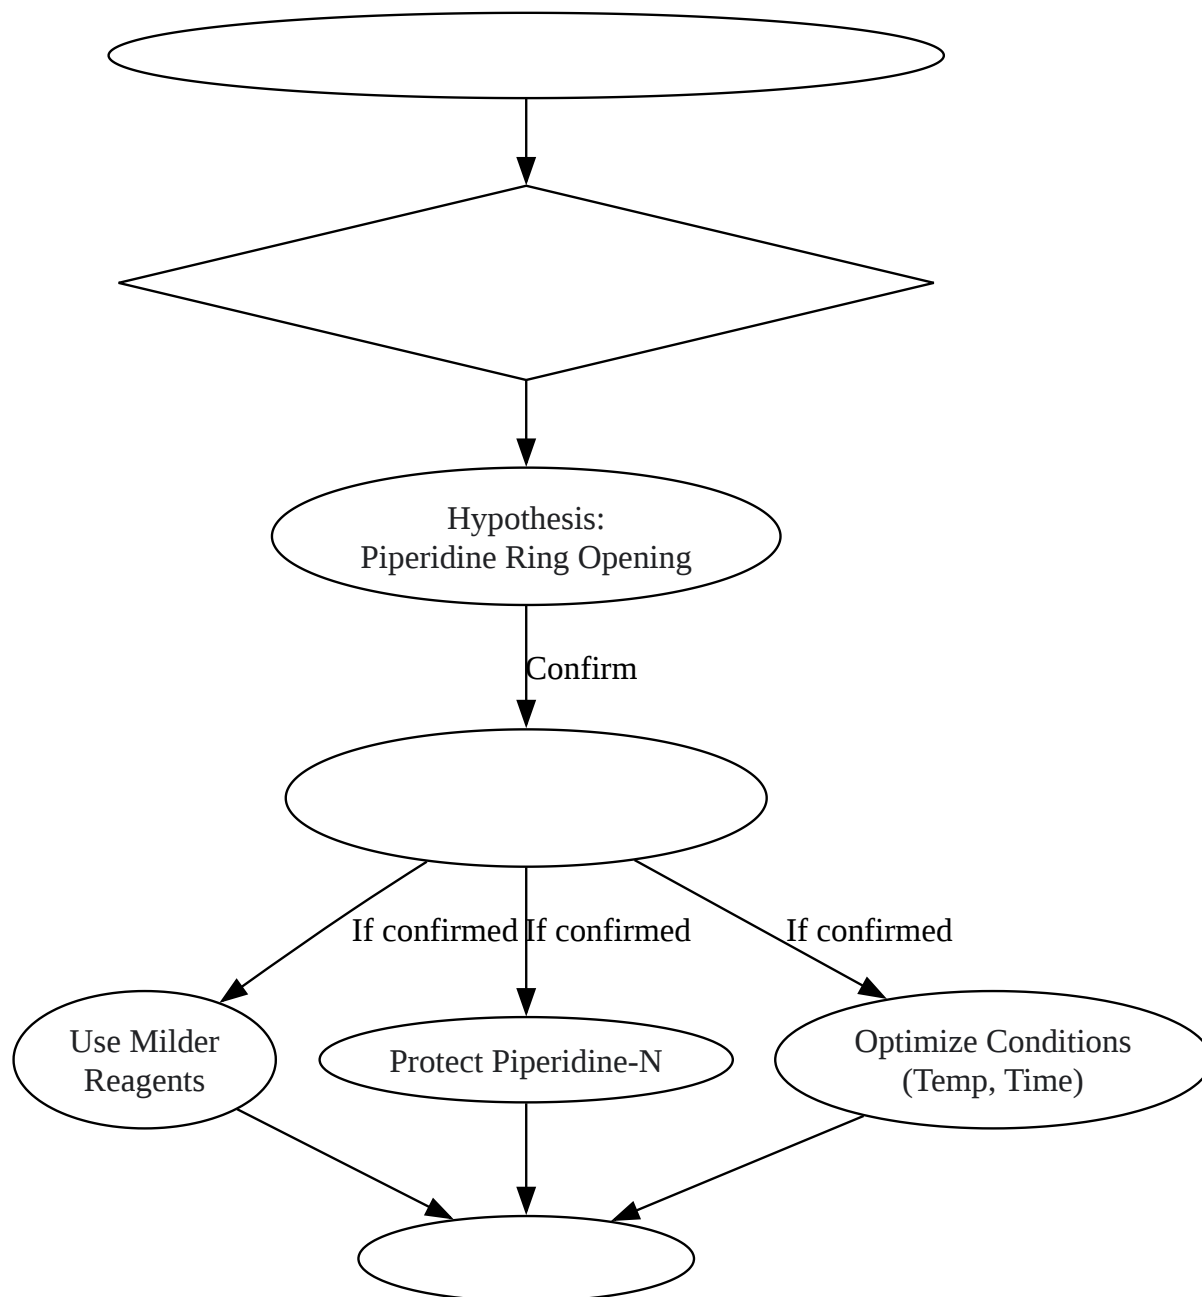 Hypothesis:
Piperidine Ring Opening
Confirm
If confirmed
If confirmed
If confirmed
Use Milder
Reagents
Protect Piperidine-N
Optimize Conditions
(Temp, Time)